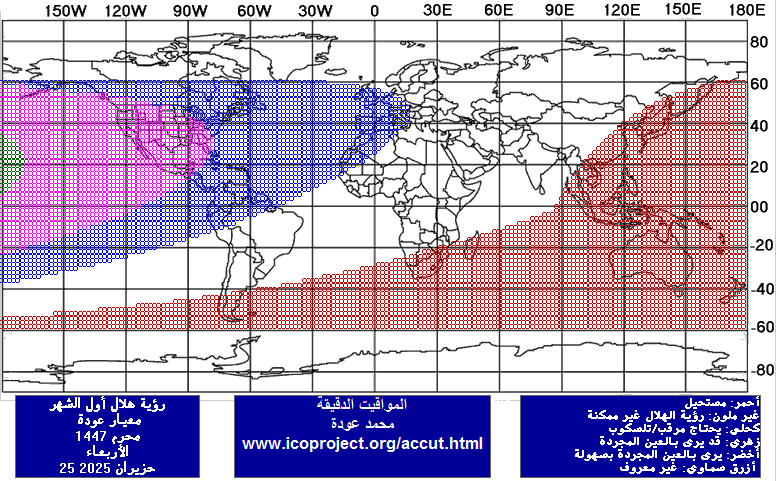 150W 120W 90W 60W 30W 0 30E 60E 90E 120E 150E 180E
80
60
40
20
00
-20
-40
-60
-80
رؤية هلال أول الشهر
معيار عودة
محرم 1447
الأربعاء
25 حزيران 2025
المواقيت الدقيقة
محمد عودة
www.icoproject.org/accut.html
أحمر: مستحيل
غير ملون: رؤية الهلال غير ممكنة
كحلي: يحتاج مرقب/تلسكوب
زهري: قد يرى بالعين المجردة
أخضر: يرى بالعين المجردة بسهولة
أزرق سماوي: غير معروف